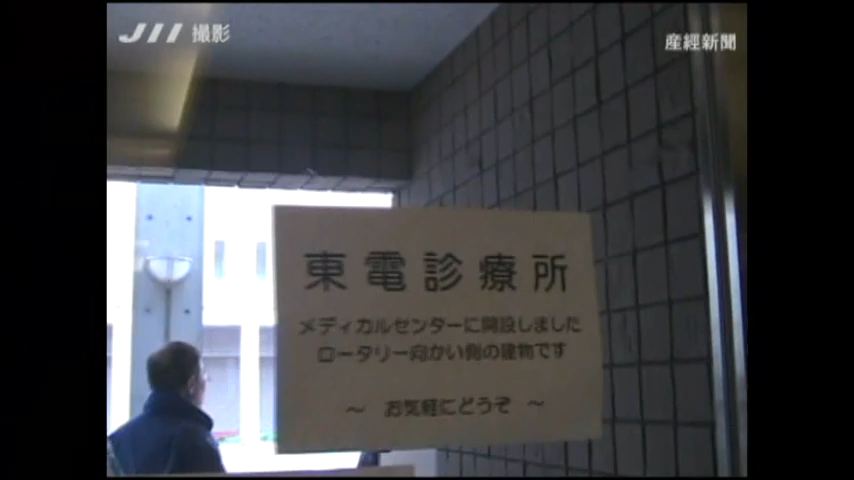 JII 撮影
産經新聞
東電診療所
メディカルセンターに開設しました
ロータリー向かい側の建物です
～ お気軽にどうぞ ～